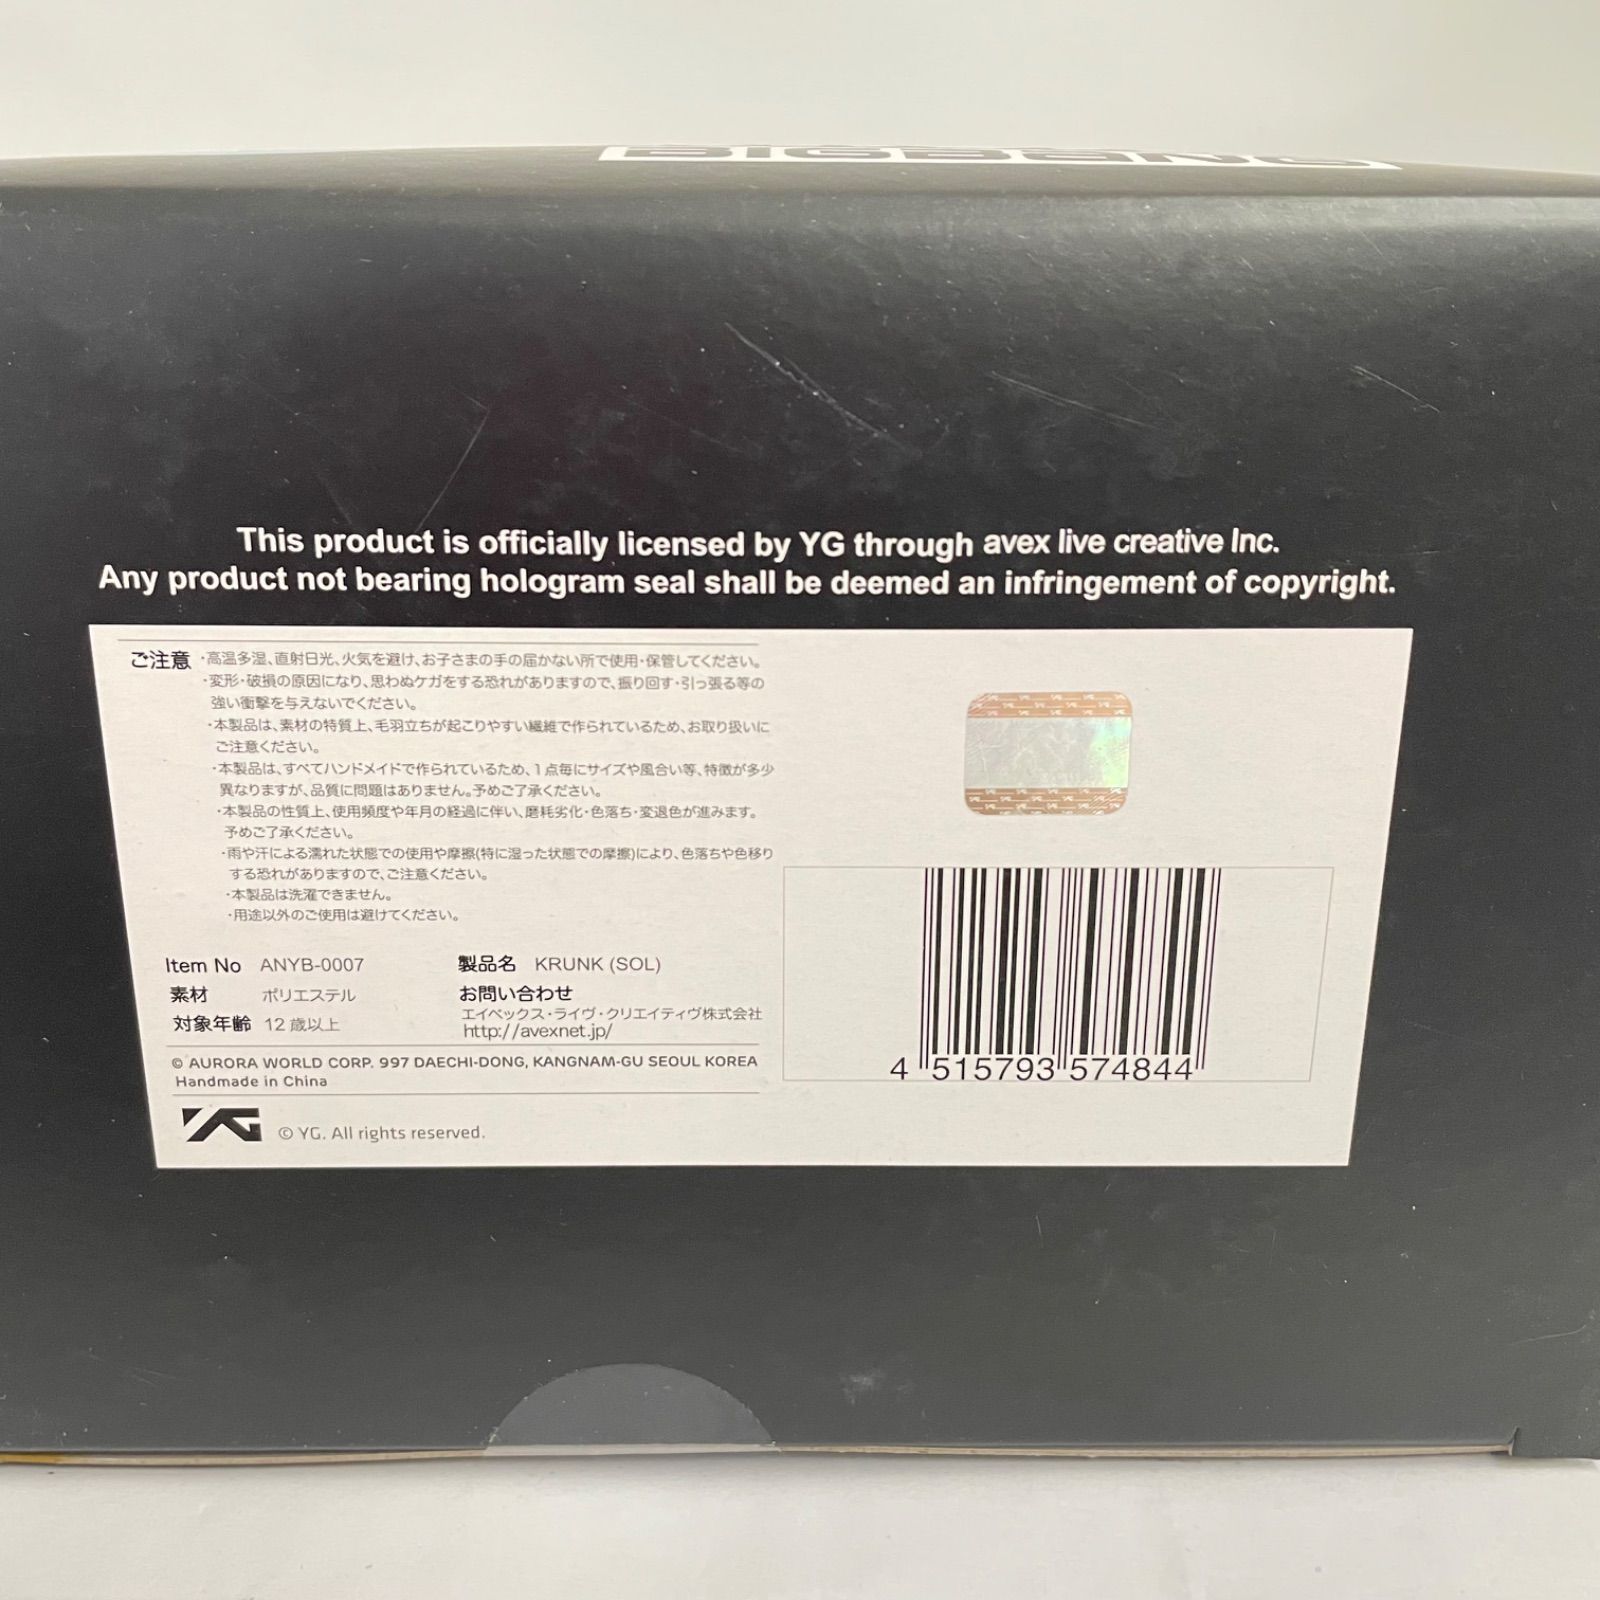 BIGBANG
This product is officially licensed by YG through avex live creative Inc.
Any product not bearing hologram seal shall be deemed an infringement of copyright.
ご注意 ・高温多湿、直射日光、火気を避け、お子さまの手の届かない所で使用・保管してください。
・変形・破損の原因になり、思わぬケガをする恐れがありますので、振り回す・引っ張る等の
強い衝撃を与えないでください。
・本製品は、素材の特質上、毛羽立ちが起こりやすい繊維で作られているため、お取り扱いに
ご注意ください。
・本製品は、すべてハンドメイドで作られているため、1点毎にサイズや風合い等、特徴が多少
異なりますが、品質に問題はありません。予めご了承ください。
・本製品の性質上、使用頻度や年月の経過に伴い、磨耗劣化・色落ち・変退色が進みます。
予めご了承ください。
・雨や汗による濡れた状態での使用や摩擦(特に湿った状態での摩擦)により、色落ちや色移り
する恐れがありますので、ご注意ください。
・本製品は洗濯できません。
・用途以外のご使用は避けてください。
Item No ANYB-0007 製品名 KRUNK (SOL)
素材 ポリエステル お問い合わせ
対象年齢 12歳以上 エイベックス・ライヴ・クリエイティヴ株式会社
http://avexnet.jp/
© AURORA WORLD CORP. 997 DAECHI-DONG, KANGNAM-GU SEOUL KOREA
Handmade in China
YG © YG. All rights reserved.
4 515793 574844